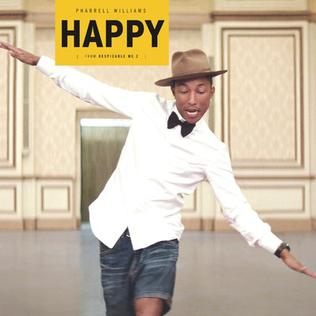 PHARRELL WILLIAMS
HAPPY
( FROM DESPICABLE ME 2 )